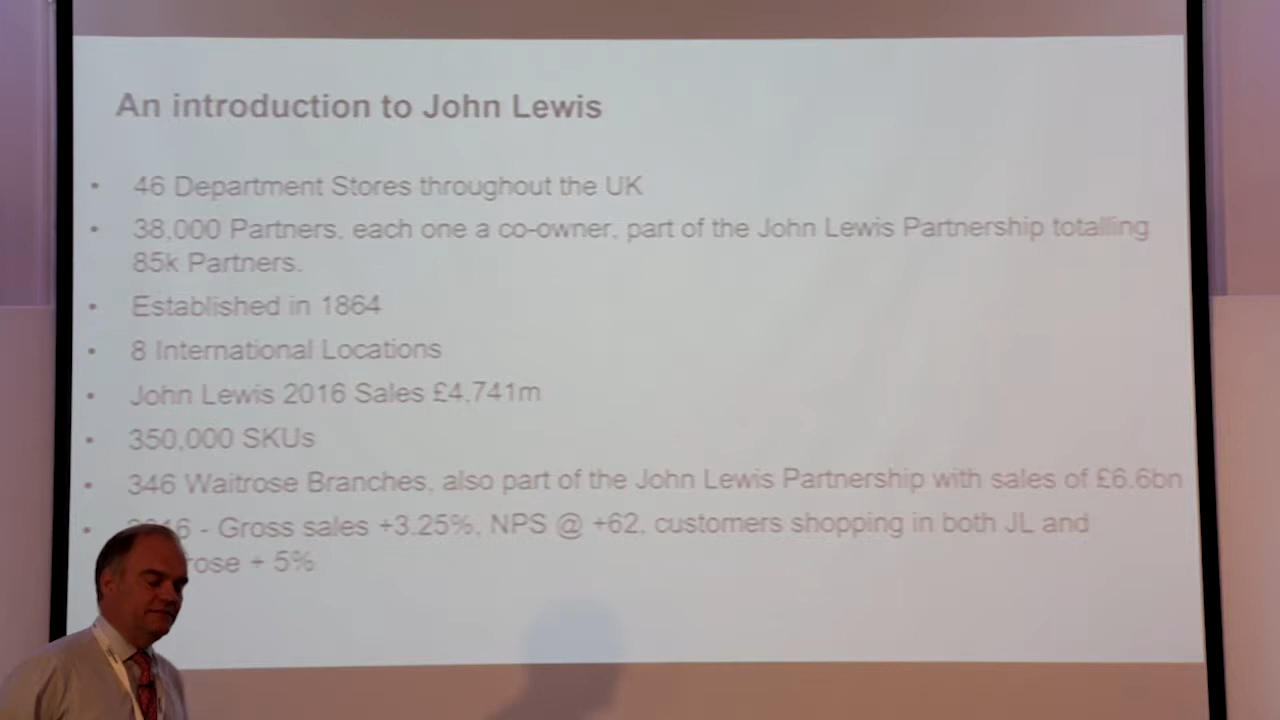 An introduction to John Lewis
• 46 Department Stores throughout the UK
• 38,000 Partners, each one a co-owner, part of the John Lewis Partnership totalling
85k Partners.
• Established in 1864
• 8 International Locations
• John Lewis 2016 Sales £4,741m
• 350,000 SKUs
• 346 Waitrose Branches, also part of the John Lewis Partnership with sales of £6.6bn
• 6 - Gross sales +3.25%, NPS @ +62, customers shopping in both JL and
rose + 5%